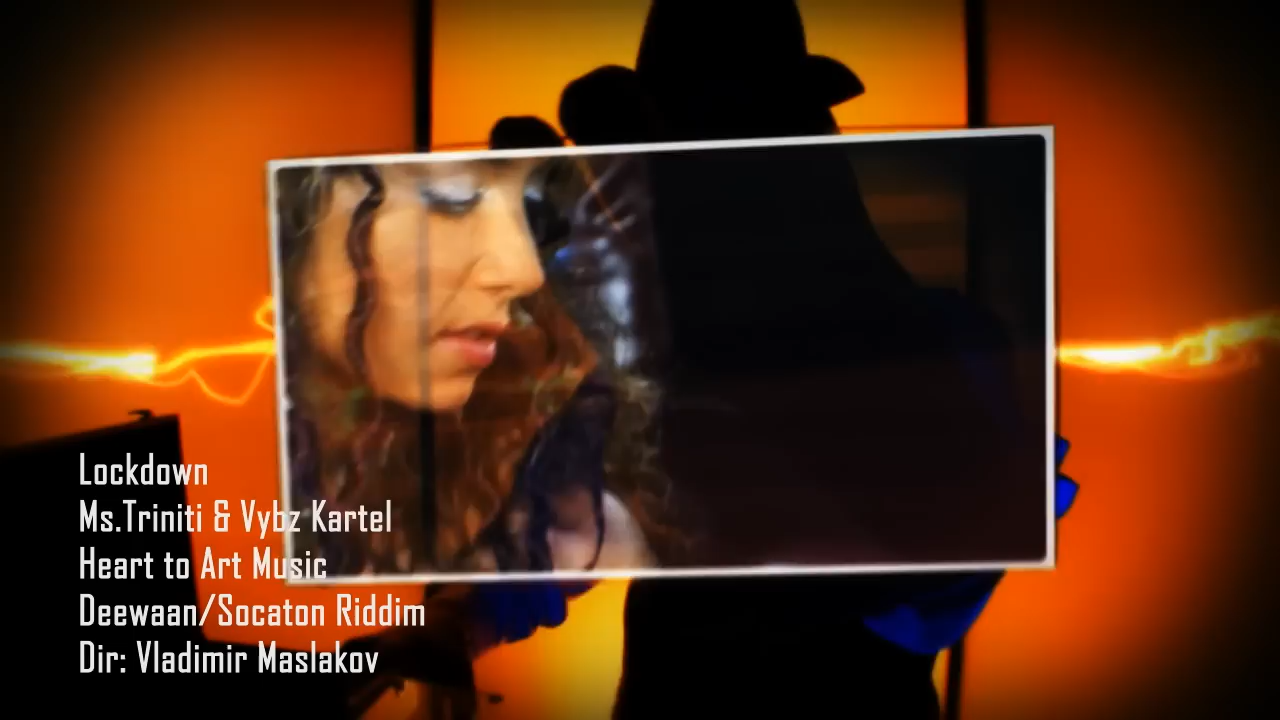 Lockdown
Ms.Triniti & Vybz Kartel
Heart to Art Music
Deewaan/Socaton Riddim
Dir: Vladimir Maslakov